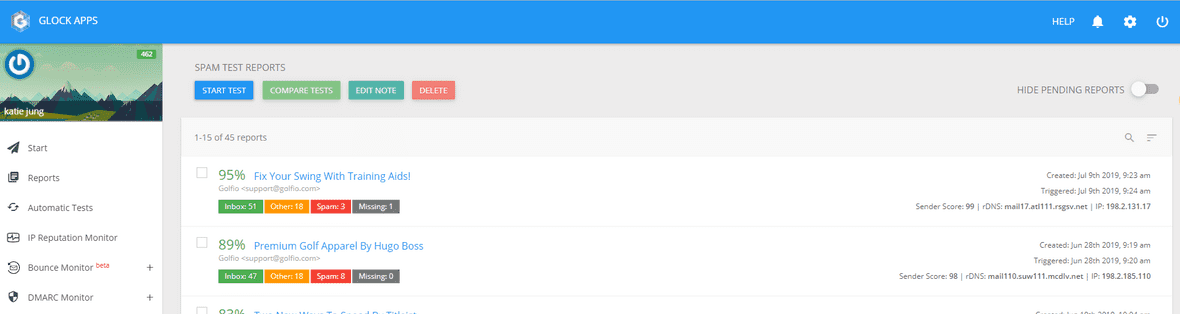 GLOCK APPS
HELP
462
katie jung
Start
Reports
Automatic Tests
IP Reputation Monitor
Bounce Monitor beta +
DMARC Monitor +
SPAM TEST REPORTS
START TEST COMPARE TESTS EDIT NOTE DELETE
HIDE PENDING REPORTS
1-15 of 45 reports
95% Fix Your Swing With Training Aids!
Golfio <support@golfio.com>
Inbox: 51 Other: 18 Spam: 3 Missing: 1
Created: Jul 9th 2019, 9:23 am
Triggered: Jul 9th 2019, 9:24 am
Sender Score: 99 | rDNS: mail17.atl111.rsgsv.net | IP: 198.2.131.17
89% Premium Golf Apparel By Hugo Boss
Golfio <support@golfio.com>
Inbox: 47 Other: 18 Spam: 8 Missing: 0
Created: Jun 28th 2019, 9:19 am
Triggered: Jun 28th 2019, 9:20 am
Sender Score: 98 | rDNS: mail110.suw111.mcdlv.net | IP: 198.2.185.110